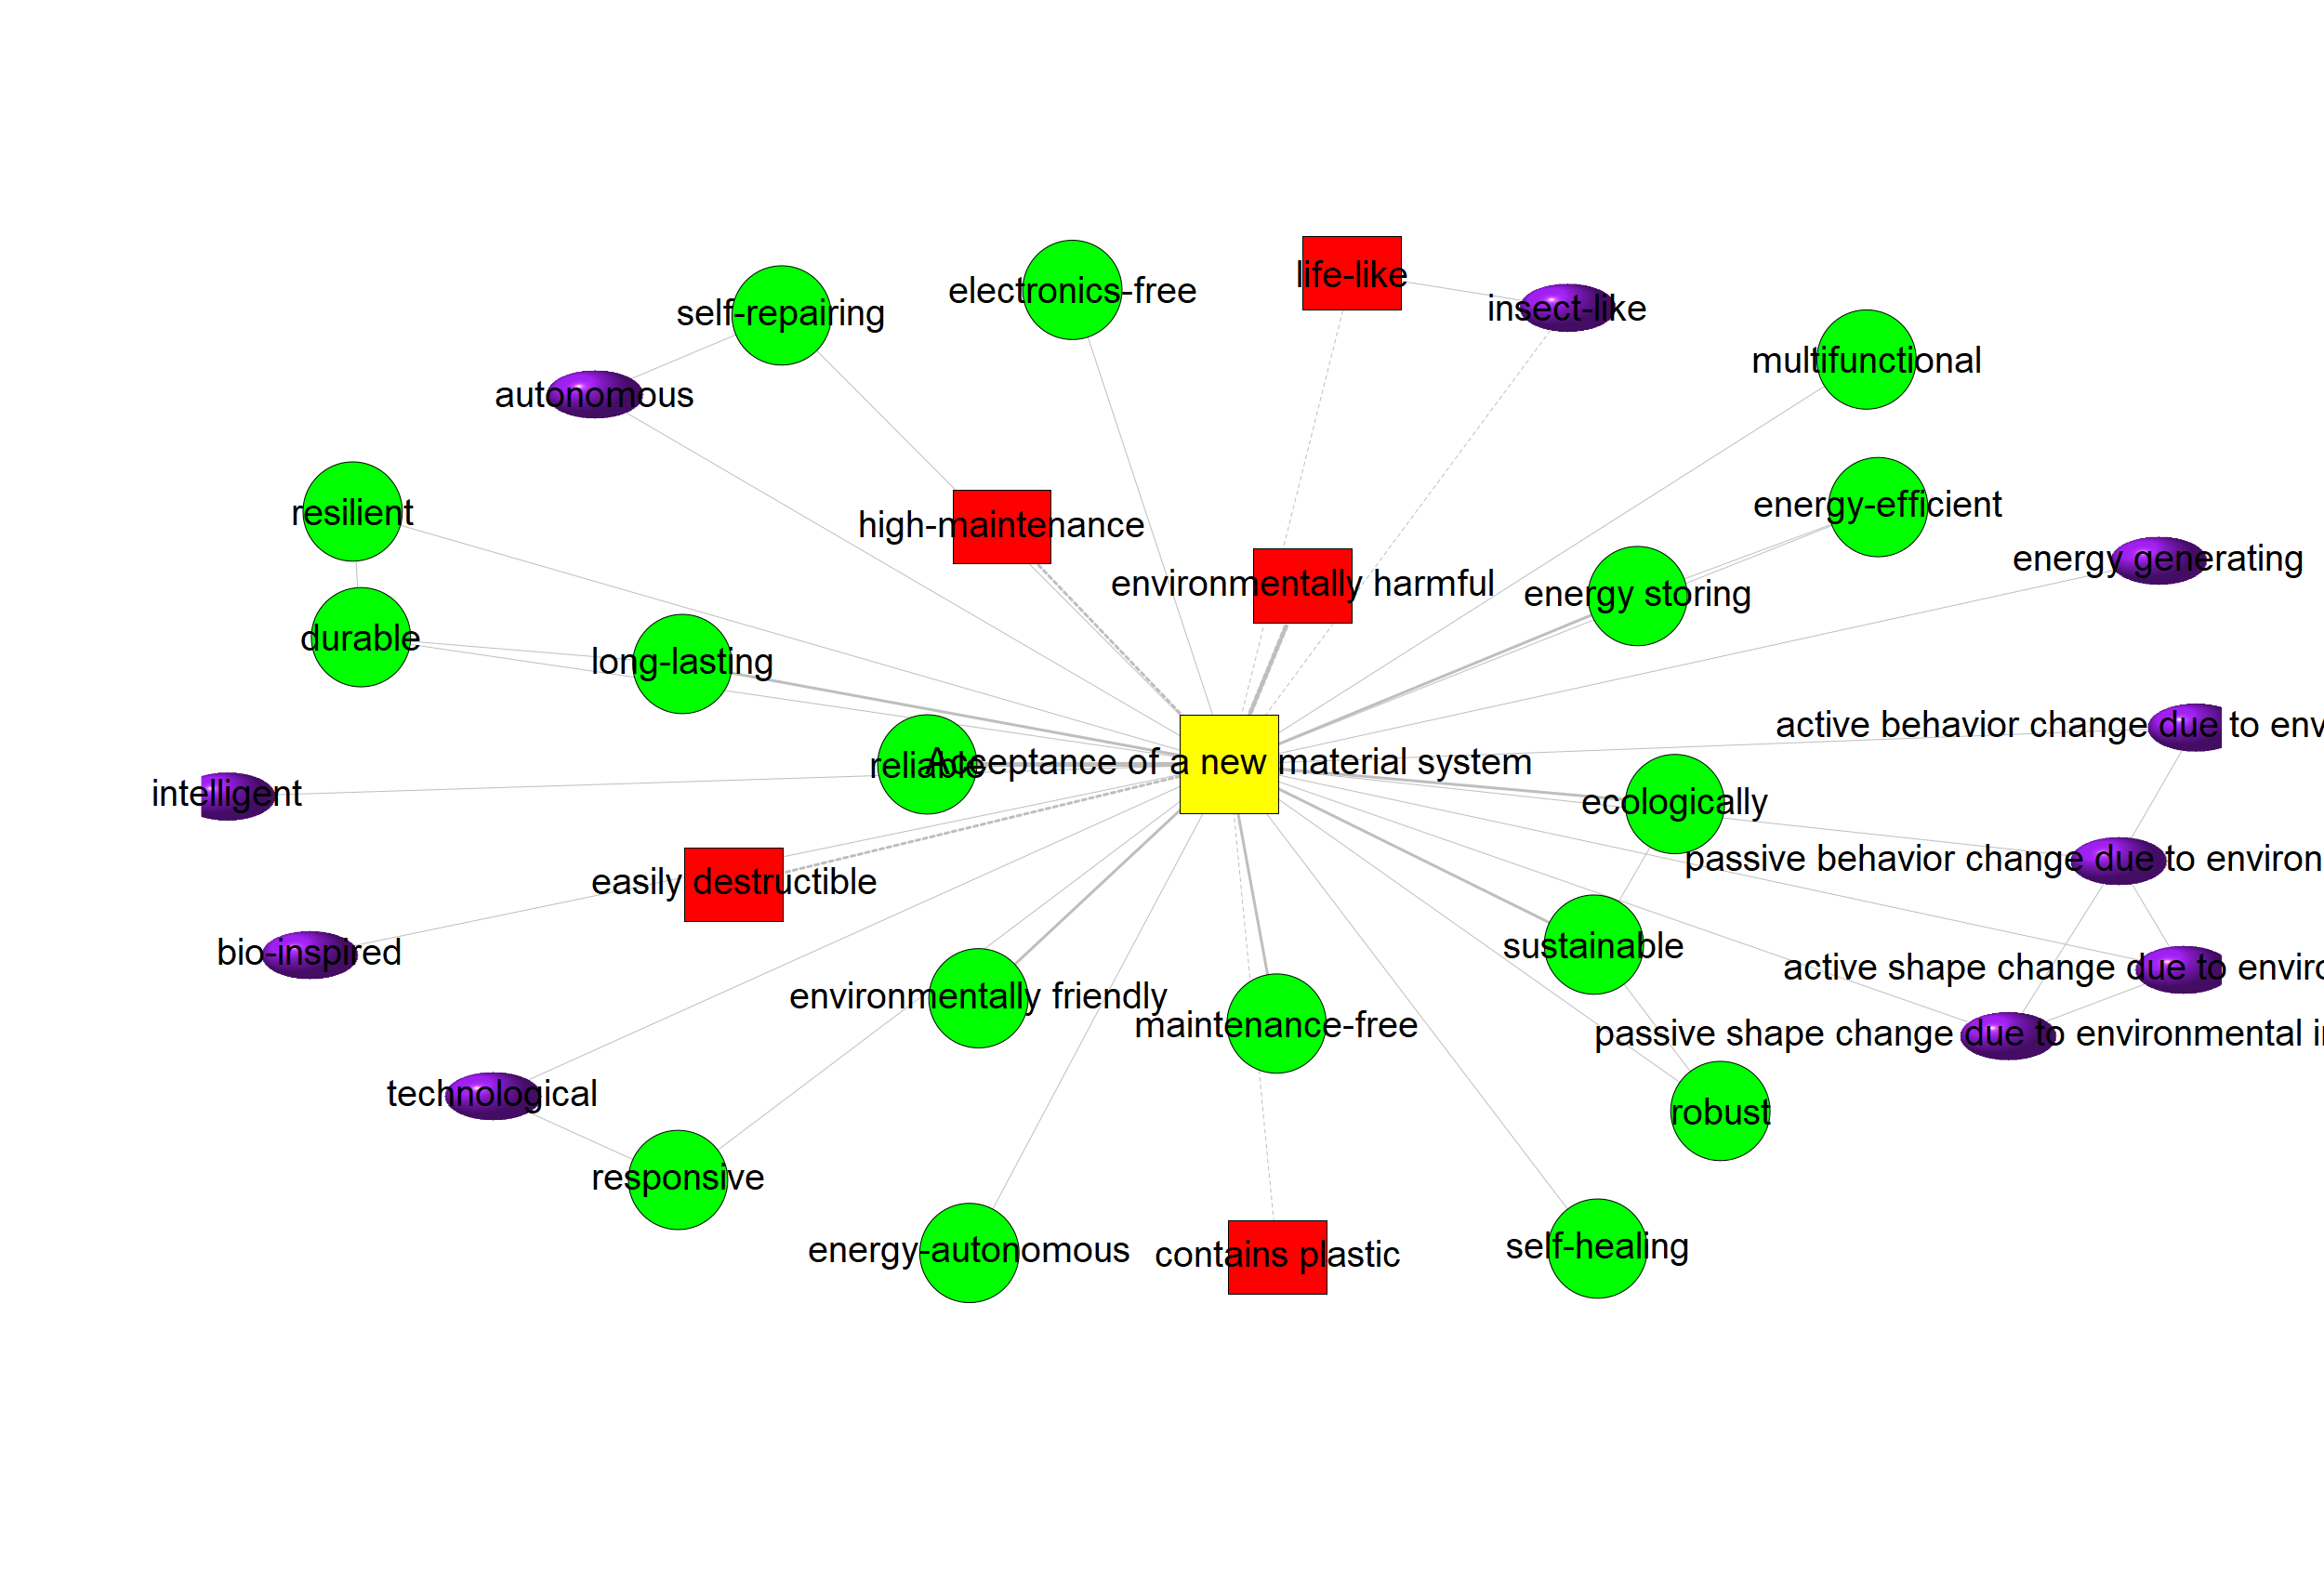 life-like
electronics-free
insect-like
self-repairing
multifunctional
autonomous
energy-efficient
resilient
high-maintenance
energy generating
environmentally harmful
energy storing
durable
long-lasting
active behavior change due to env
Acceptance of a new material system
reliable
intelligent
ecologically
passive behavior change due to environ
easily destructible
sustainable
bio-inspired
active shape change due to enviro
environmentally friendly
maintenance-free
passive shape change due to environmental i
technological
robust
responsive
self-healing
energy-autonomous
contains plastic